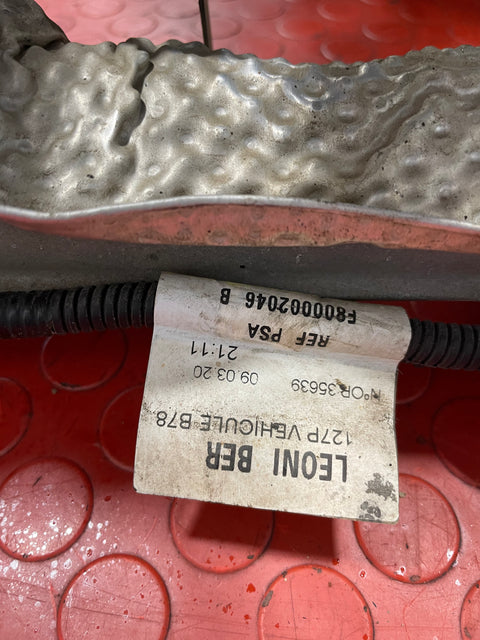 LEONI BER
127P VEHICULE B78
N°OR 35639 09 03 20 21:11
REF PSA
F800002046 B